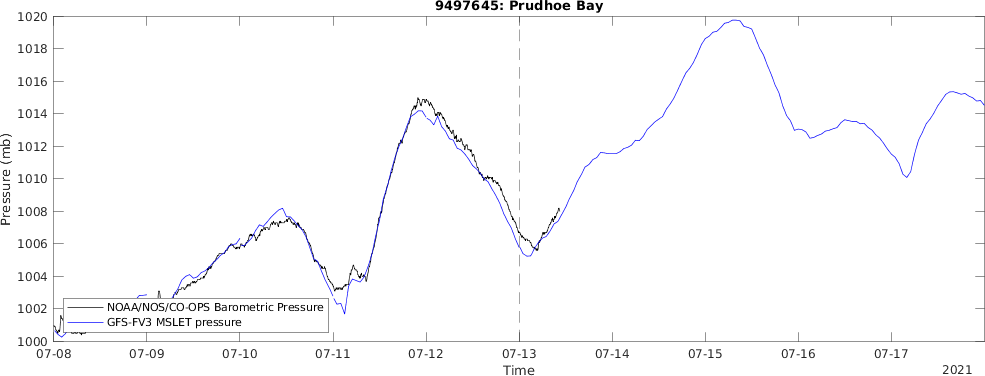 9497645: Prudhoe Bay
1020
1018
1016
1014
1012
1010
1008
1006
1004
1002
1000
Pressure (mb)
NOAA/NOS/CO-OPS Barometric Pressure
GFS-FV3 MSLET pressure
07-08 07-09 07-10 07-11 07-12 07-13 07-14 07-15 07-16 07-17
Time
2021